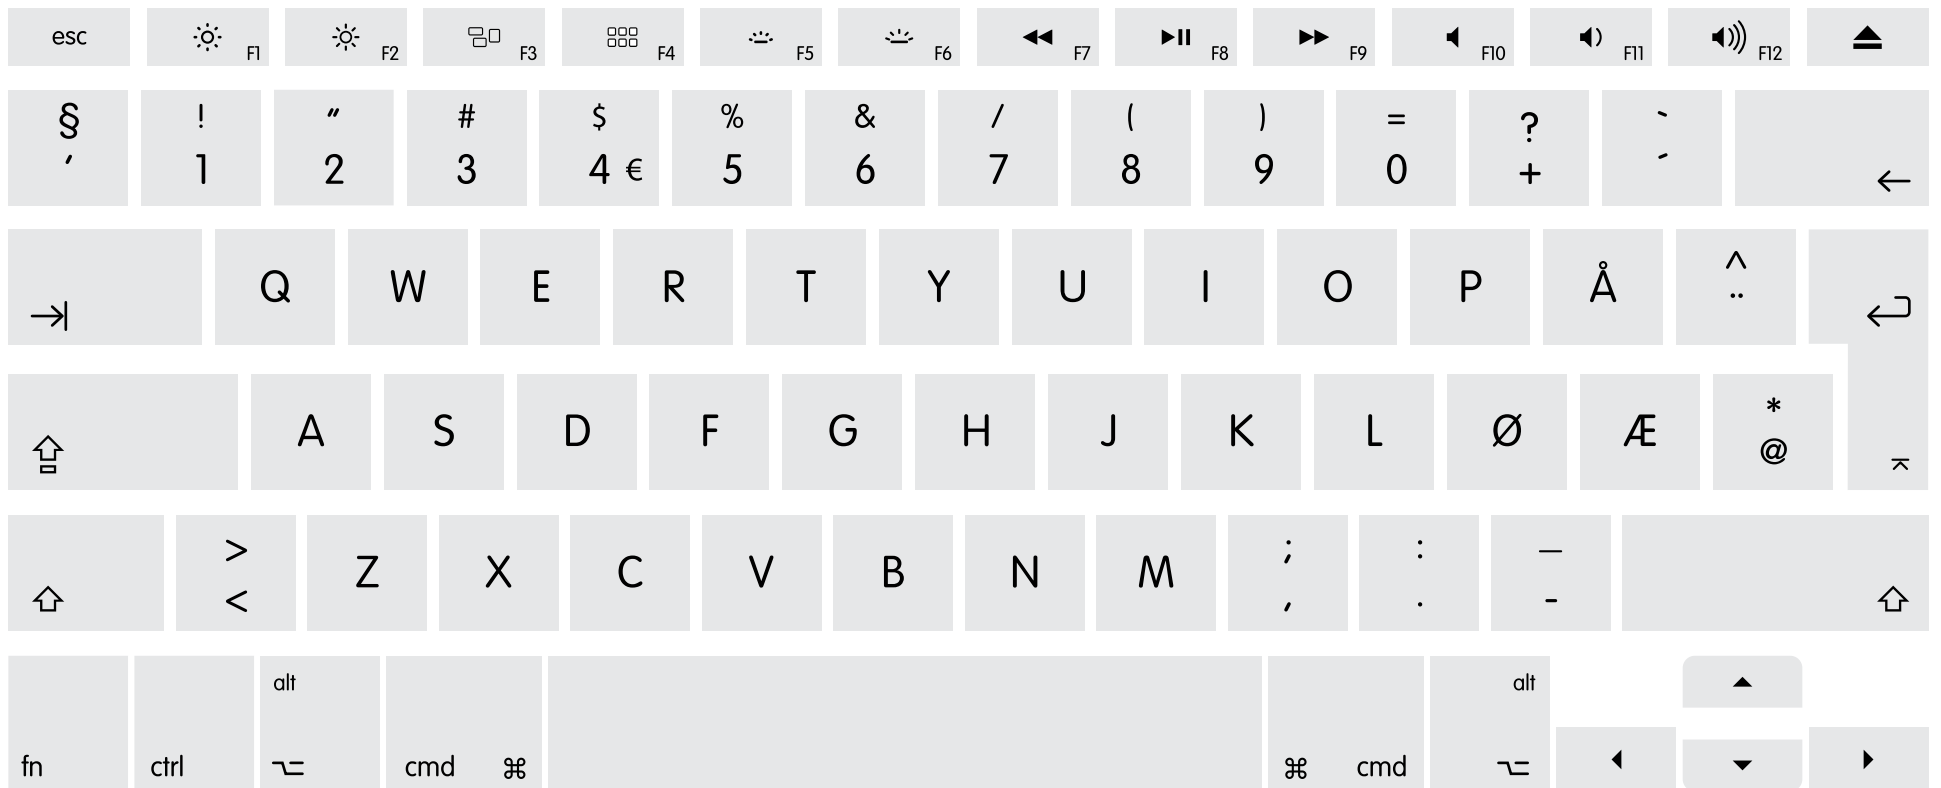 esc F1 F2 F3 F4 F5 F6 F7 F8 F9 F10 F11 F12
§ ! ″ # $ % & / ( ) = ? `
′ 1 2 3 4 € 5 6 7 8 9 0 + ´ ←
→| Q W E R T Y U I O P Å ^ ¨
A S D F G H J K L Ø Æ * @
> Z X C V B N M ; : _
< , . -
alt alt
fn ctrl ⌥ cmd ⌘ ⌘ cmd ⌥